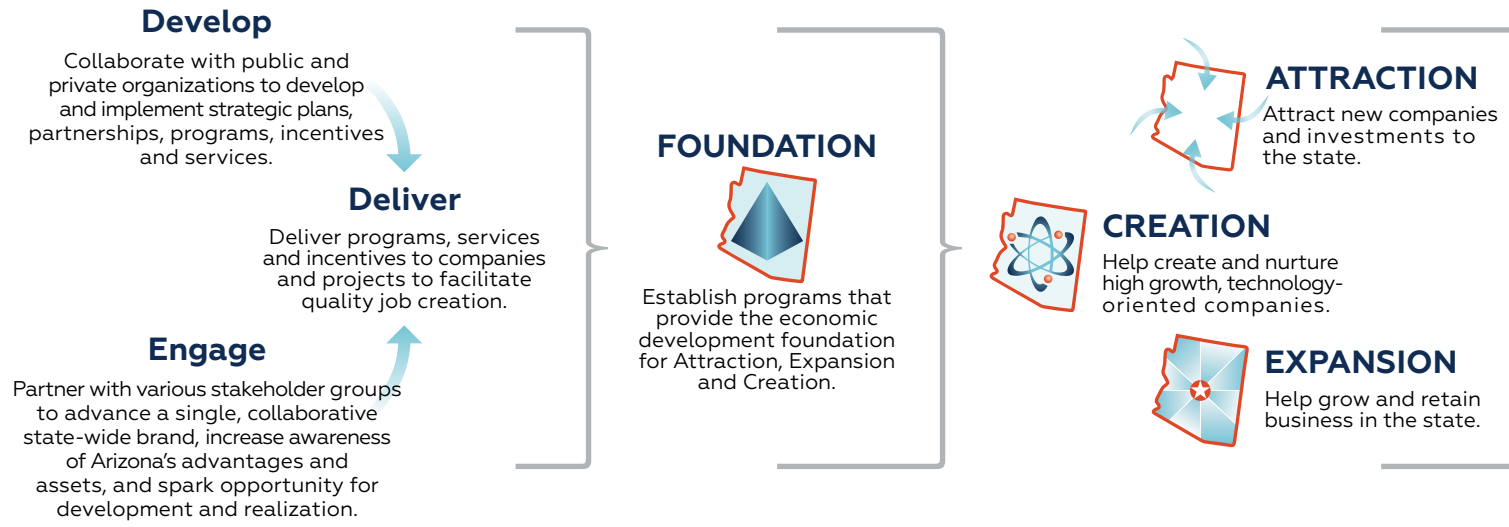 Develop
Collaborate with public and
private organizations to develop
and implement strategic plans,
partnerships, programs, incentives
and services.
Deliver
Deliver programs, services
and incentives to companies
and projects to facilitate
quality job creation.
Engage
Partner with various stakeholder groups
to advance a single, collaborative
state-wide brand, increase awareness
of Arizona's advantages and
assets, and spark opportunity for
development and realization.
FOUNDATION
Establish programs that
provide the economic
development foundation
for Attraction, Expansion
and Creation.
ATTRACTION
Attract new companies
and investments to
the state.
CREATION
Help create and nurture
high growth, technology-
oriented companies.
EXPANSION
Help grow and retain
business in the state.